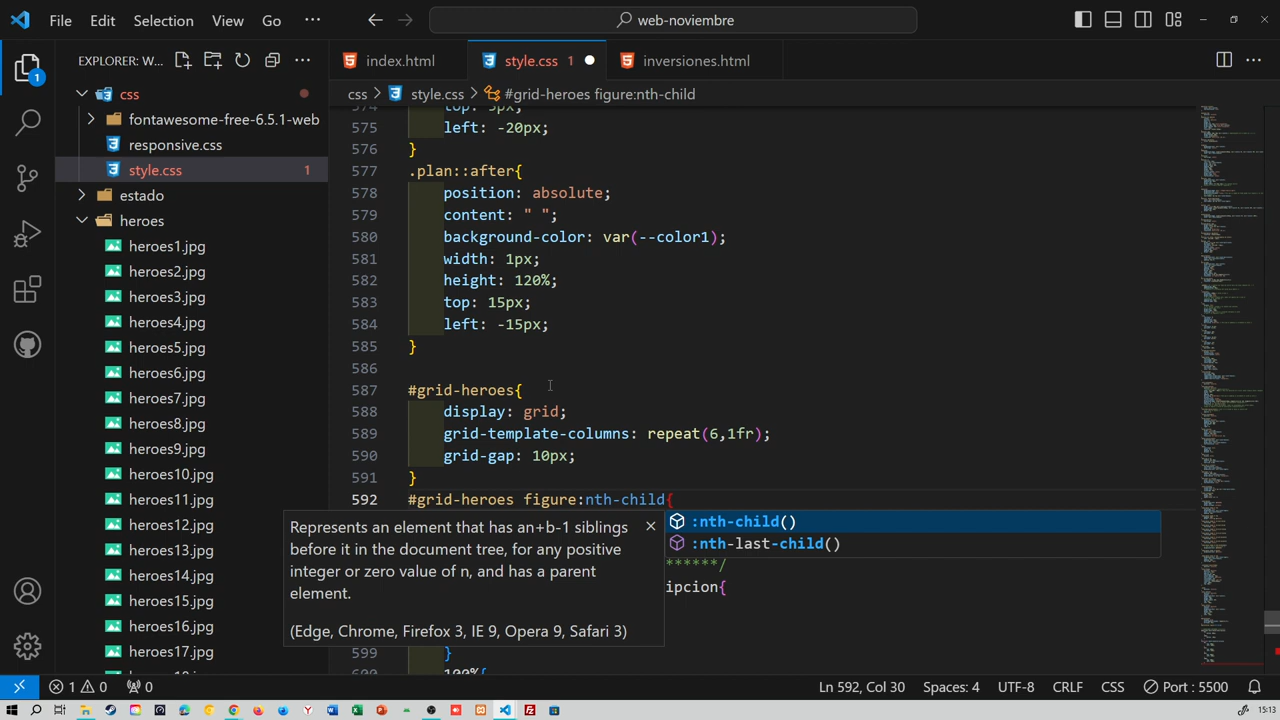 File Edit Selection View Go ··· web-noviembre
EXPLORER: W... index.html style.css 1 inversiones.html
css css > style.css > #grid-heroes figure:nth-child
fontawesome-free-6.5.1-web
responsive.css
style.css 1
estado
heroes
heroes1.jpg
heroes2.jpg
heroes3.jpg
heroes4.jpg
heroes5.jpg
heroes6.jpg
heroes7.jpg
heroes8.jpg
heroes9.jpg
heroes10.jpg
heroes11.jpg
heroes12.jpg
heroes13.jpg
heroes14.jpg
heroes15.jpg
heroes16.jpg
heroes17.jpg
1
574 top: 5px;
575 left: -20px;
576 }
577 .plan::after{
578 position: absolute;
579 content: " ";
580 background-color: var(--color1);
581 width: 1px;
582 height: 120%;
583 top: 15px;
584 left: -15px;
585 }
586
587 #grid-heroes{
588 display: grid;
589 grid-template-columns: repeat(6,1fr);
590 grid-gap: 10px;
591 }
592 #grid-heroes figure:nth-child{
Represents an element that has an+b-1 siblings
before it in the document tree, for any positive
integer or zero value of n, and has a parent
element.
(Edge, Chrome, Firefox 3, IE 9, Opera 9, Safari 3)
:nth-child()
:nth-last-child()
******/
ipcion{
599 }
600 100%{
1 0 0 Ln 592, Col 30 Spaces: 4 UTF-8 CRLF CSS Port : 5500
15:13